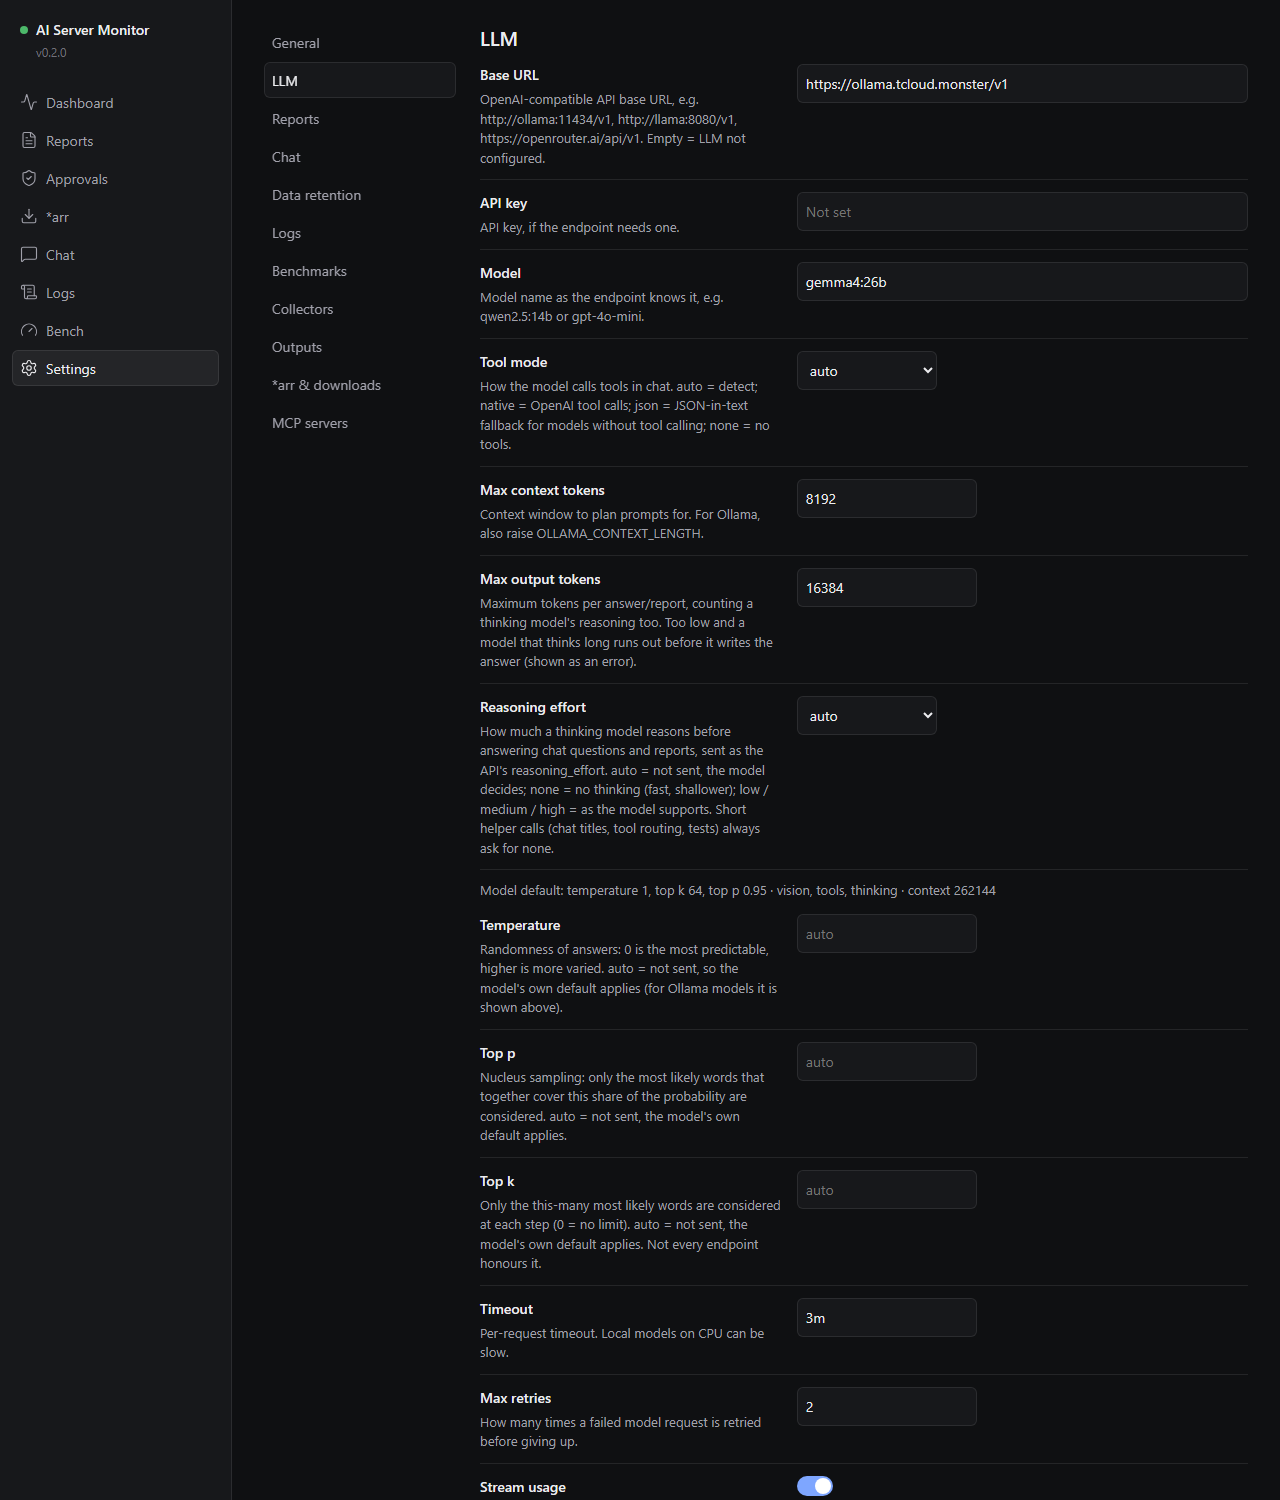 AI Server Monitor
v0.2.0
Dashboard
Reports
Approvals
*arr
Chat
Logs
Bench
Settings
General
LLM
Reports
Chat
Data retention
Logs
Benchmarks
Collectors
Outputs
*arr & downloads
MCP servers
LLM
Base URL
OpenAI-compatible API base URL, e.g.
http://ollama:11434/v1, http://llama:8080/v1,
https://openrouter.ai/api/v1. Empty = LLM not
configured.
https://ollama.tcloud.monster/v1
API key
API key, if the endpoint needs one.
Not set
Model
Model name as the endpoint knows it, e.g.
qwen2.5:14b or gpt-4o-mini.
gemma4:26b
Tool mode
How the model calls tools in chat. auto = detect;
native = OpenAI tool calls; json = JSON-in-text
fallback for models without tool calling; none = no
tools.
auto
Max context tokens
Context window to plan prompts for. For Ollama,
also raise OLLAMA_CONTEXT_LENGTH.
8192
Max output tokens
Maximum tokens per answer/report, counting a
thinking model's reasoning too. Too low and a
model that thinks long runs out before it writes the
answer (shown as an error).
16384
Reasoning effort
How much a thinking model reasons before
answering chat questions and reports, sent as the
API's reasoning_effort. auto = not sent, the model
decides; none = no thinking (fast, shallower); low /
medium / high = as the model supports. Short
helper calls (chat titles, tool routing, tests) always
ask for none.
auto
Model default: temperature 1, top k 64, top p 0.95 · vision, tools, thinking · context 262144
Temperature
Randomness of answers: 0 is the most predictable,
higher is more varied. auto = not sent, so the
model's own default applies (for Ollama models it is
shown above).
auto
Top p
Nucleus sampling: only the most likely words that
together cover this share of the probability are
considered. auto = not sent, the model's own
default applies.
auto
Top k
Only the this-many most likely words are considered
at each step (0 = no limit). auto = not sent, the
model's own default applies. Not every endpoint
honours it.
auto
Timeout
Per-request timeout. Local models on CPU can be
slow.
3m
Max retries
How many times a failed model request is retried
before giving up.
2
Stream usage